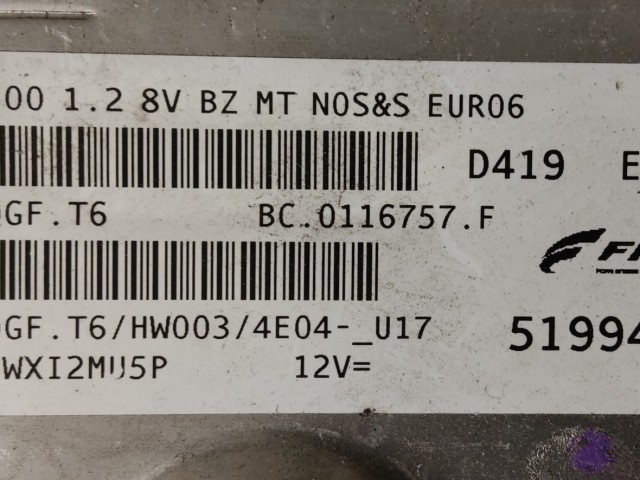 00 1.2 8V BZ MT N0S&S EUR06
D419 E
GF.T6 BC.0116757.F
GF.T6/HW003/4E04-_U17
51994
WXI2MU5P 12V=